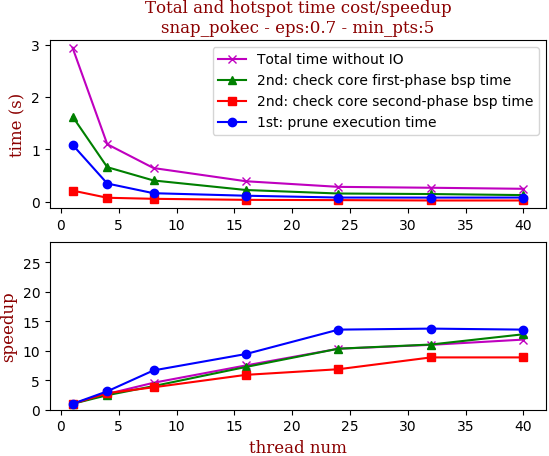 Total and hotspot time cost/speedup
snap_pokec - eps:0.7 - min_pts:5
time (s)
3
2
1
0
Total time without IO
2nd: check core first-phase bsp time
2nd: check core second-phase bsp time
1st: prune execution time
0 5 10 15 20 25 30 35 40
speedup
25
20
15
10
5
0
0 5 10 15 20 25 30 35 40
thread num